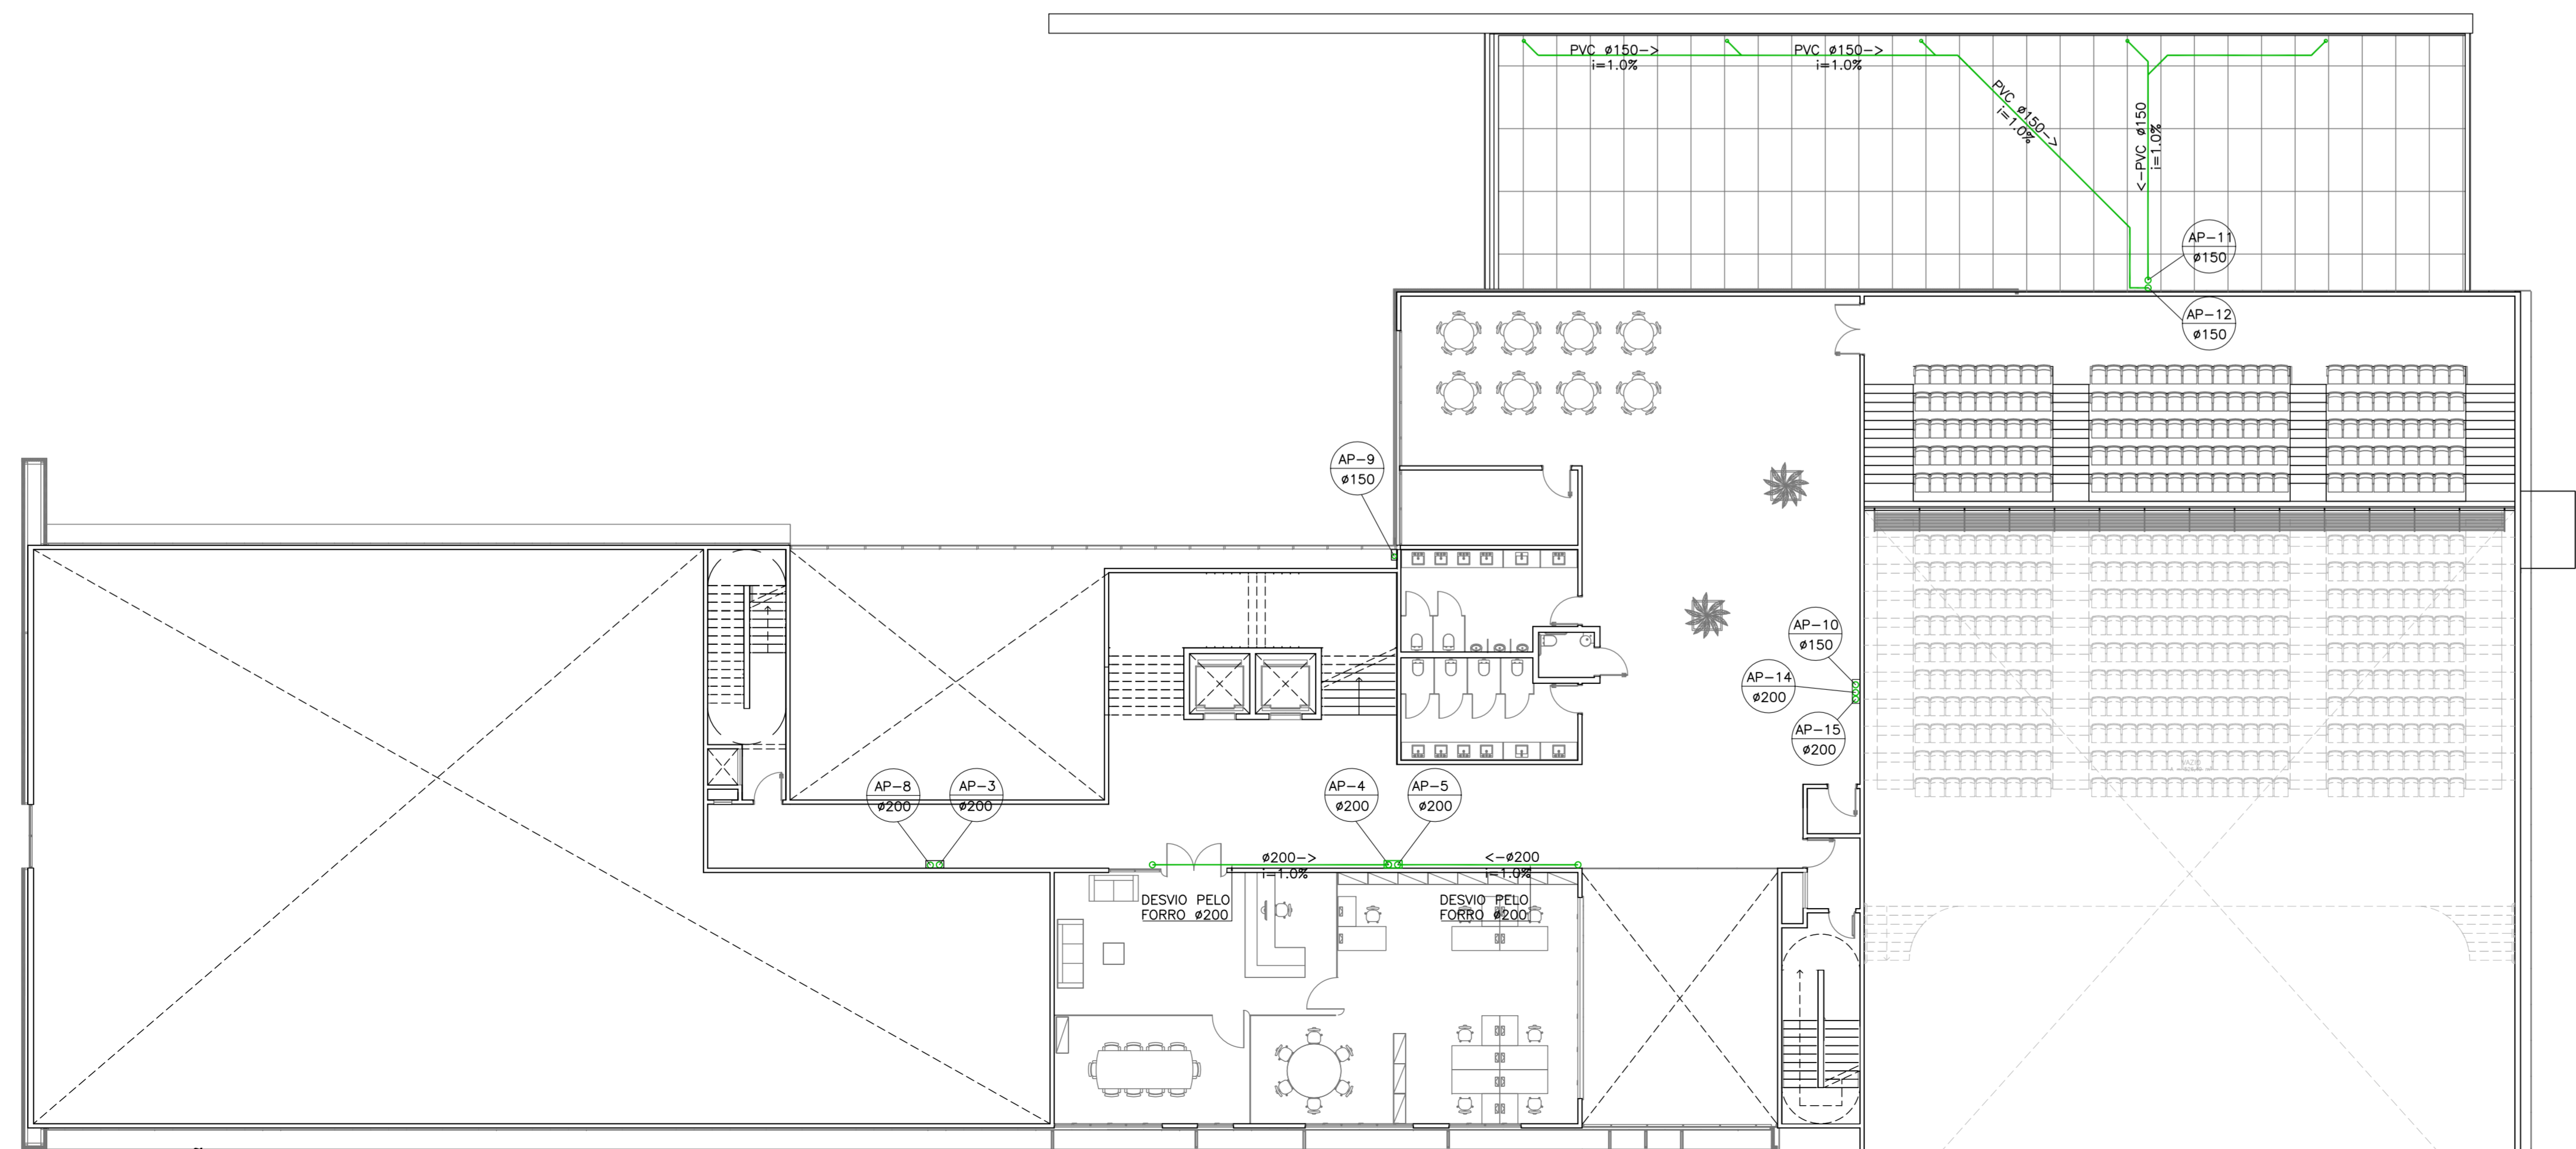 PVC ø150->
i=1.0%
PVC ø150->
i=1.0%
PVC ø150->
i=1.0%
<-PVC ø150
i=1.0%
AP-11
ø150
AP-12
ø150
AP-9
ø150
AP-10
ø150
AP-14
ø200
AP-15
ø200
VAZIO
AP-8
ø200
AP-3
ø200
AP-4
ø200
AP-5
ø200
ø200->
i=1.0%
<-ø200
i=1.0%
DESVIO PELO
FORRO ø200
DESVIO PELO
FORRO ø200